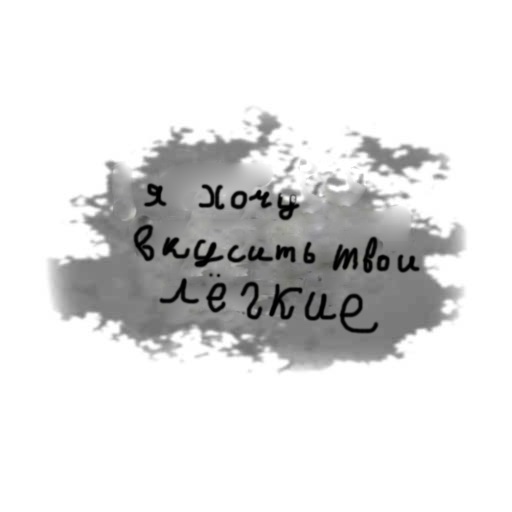 я хочу
вкусить твои
лёгкие